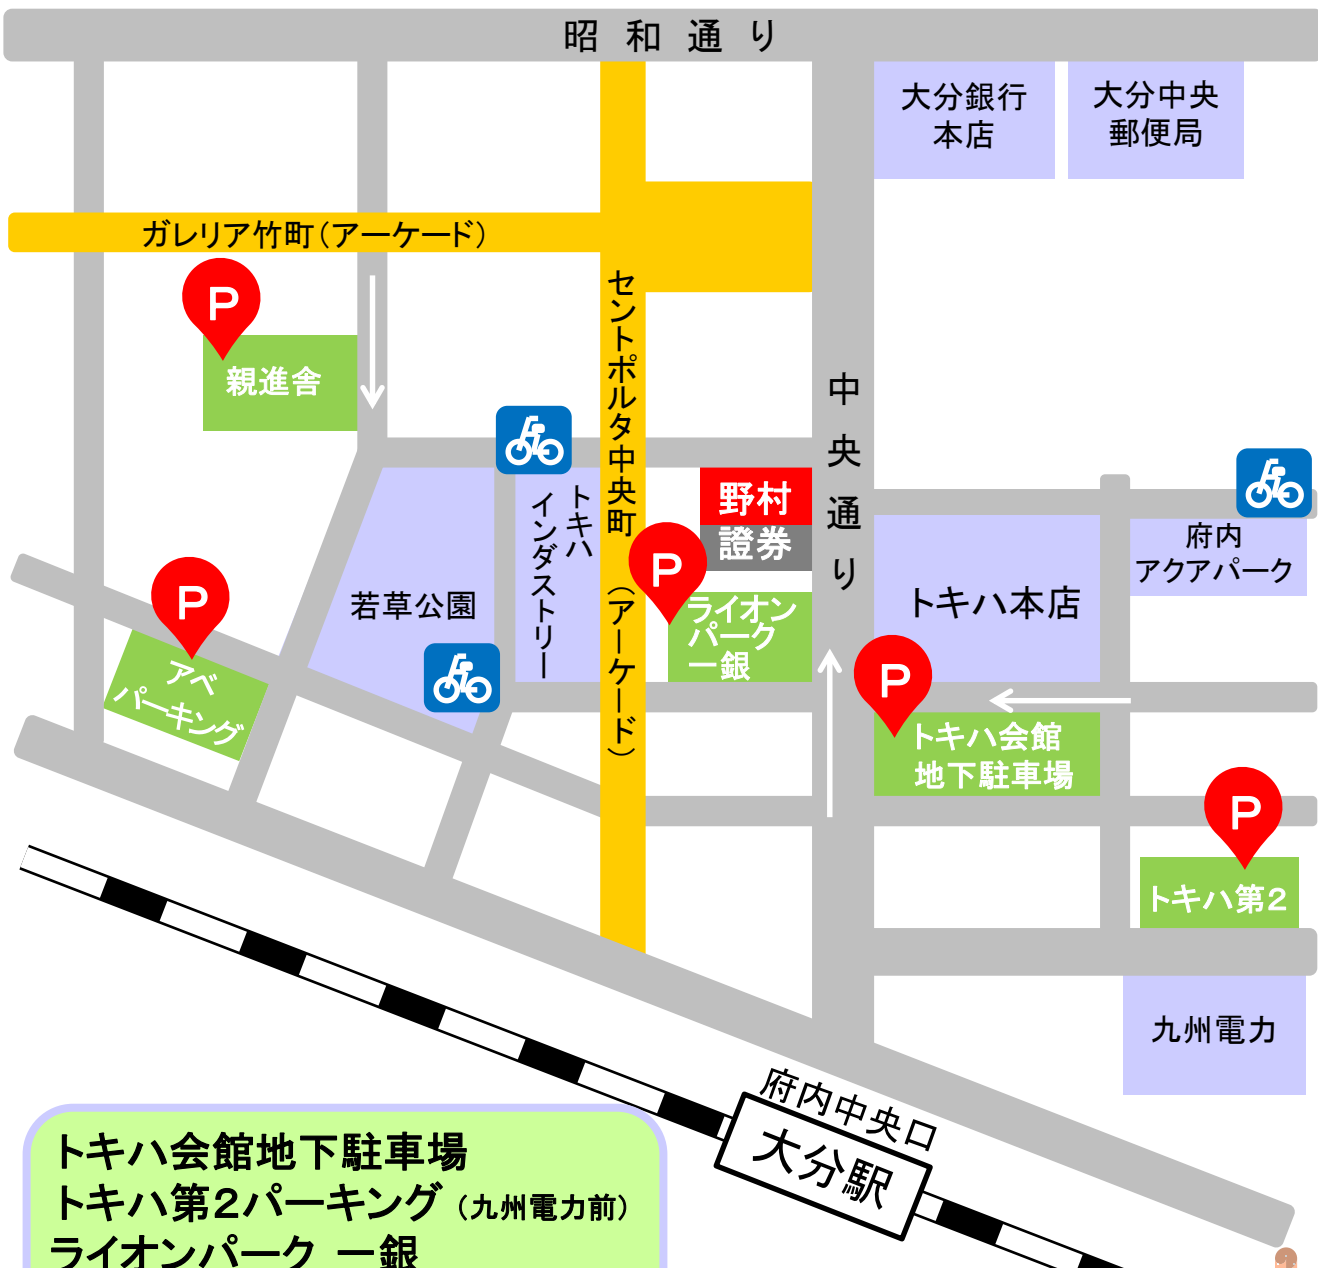 昭和通り
大分銀行
本店
大分中央
郵便局
ガレリア竹町(アーケード)
P
親進舎
セントポルタ中央町(アーケード)
中央通り
野村
證券
トキハ
インダストリー
P
ライオン
パーク
一銀
府内
アクアパーク
トキハ本店
若草公園
P
アベ
パーキング
P
トキハ会館
地下駐車場
P
トキハ第2
九州電力
府内中央口
大分駅
トキハ会館地下駐車場
トキハ第2パーキング(九州電力前)
ライオンパーク 一銀